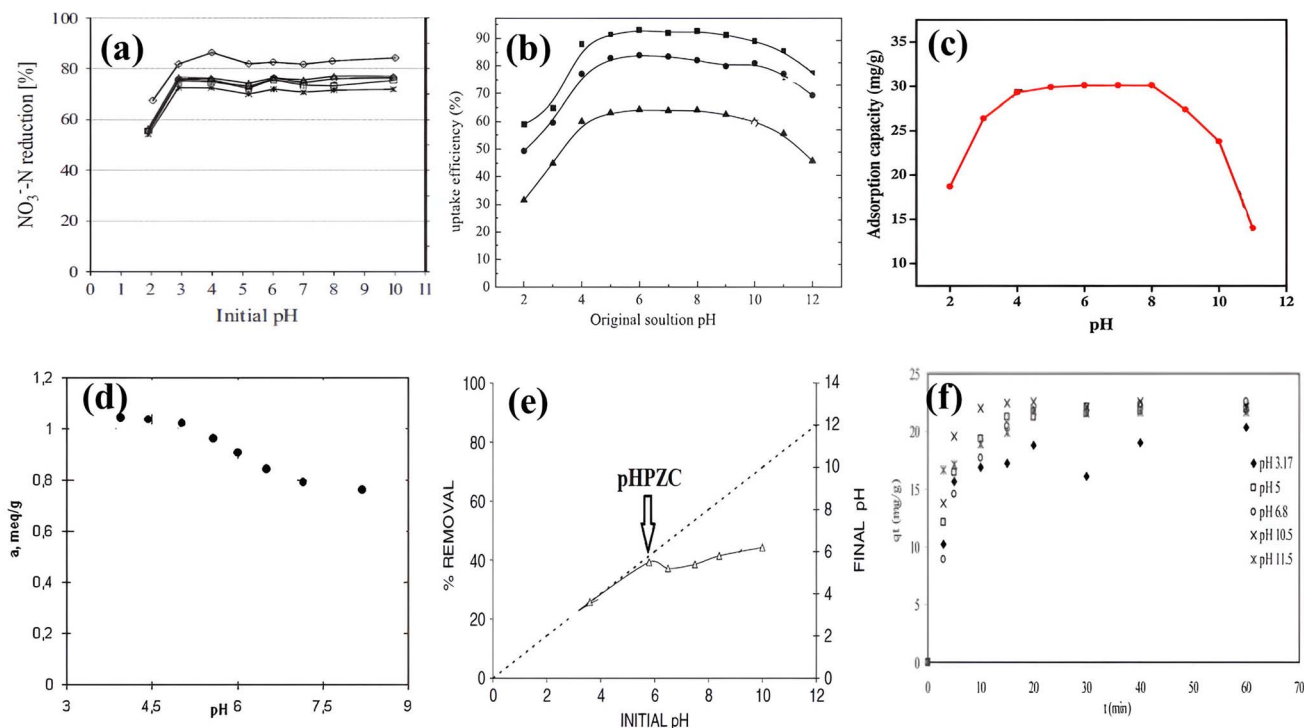 (a)
NO3⁻-N reduction [%]
100
80
60
40
20
0
0 1 2 3 4 5 6 7 8 9 10 11
Initial pH
(b)
uptake efficiency (%)
90
80
70
60
50
40
30
20
10
0
2 4 6 8 10 12
Original soultion pH
(c)
Adsorption capacity (mg/g)
35
30
25
20
15
10
2 4 6 8 10 12
pH
(d)
a, meq/g
1,2
1
0,8
0,6
0,4
0,2
0
3 4,5 6 7,5 9
pH
(e)
pHPZC
% REMOVAL
100
80
60
40
20
0
0 2 4 6 8 10 12
INITIAL pH
FINAL pH
14
12
10
8
6
4
2
0
(f)
qt (mg/g)
25
20
15
10
5
0
0 10 20 30 40 50 60 70
t (min)
pH 3.17
pH 5
pH 6.8
pH 10.5
pH 11.5